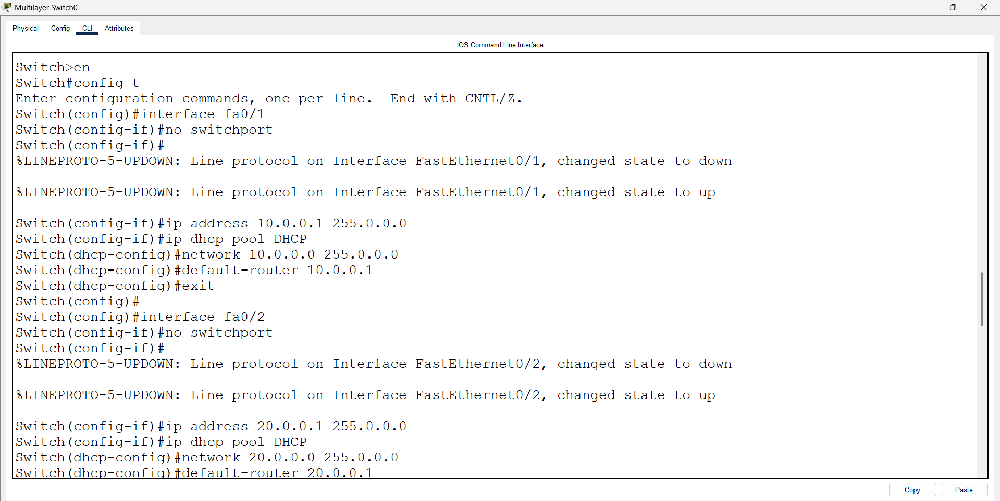 Multilayer Switch0
Physical Config CLI Attributes
IOS Command Line Interface
Switch>en
Switch#config t
Enter configuration commands, one per line.  End with CNTL/Z.
Switch(config)#interface fa0/1
Switch(config-if)#no switchport
Switch(config-if)#
%LINEPROTO-5-UPDOWN: Line protocol on Interface FastEthernet0/1, changed state to down
%LINEPROTO-5-UPDOWN: Line protocol on Interface FastEthernet0/1, changed state to up
Switch(config-if)#ip address 10.0.0.1 255.0.0.0
Switch(config-if)#ip dhcp pool DHCP
Switch(dhcp-config)#network 10.0.0.0 255.0.0.0
Switch(dhcp-config)#default-router 10.0.0.1
Switch(dhcp-config)#exit
Switch(config)#
Switch(config)#interface fa0/2
Switch(config-if)#no switchport
Switch(config-if)#
%LINEPROTO-5-UPDOWN: Line protocol on Interface FastEthernet0/2, changed state to down
%LINEPROTO-5-UPDOWN: Line protocol on Interface FastEthernet0/2, changed state to up
Switch(config-if)#ip address 20.0.0.1 255.0.0.0
Switch(config-if)#ip dhcp pool DHCP
Switch(dhcp-config)#network 20.0.0.0 255.0.0.0
Switch(dhcp-config)#default-router 20.0.0.1
Copy Paste